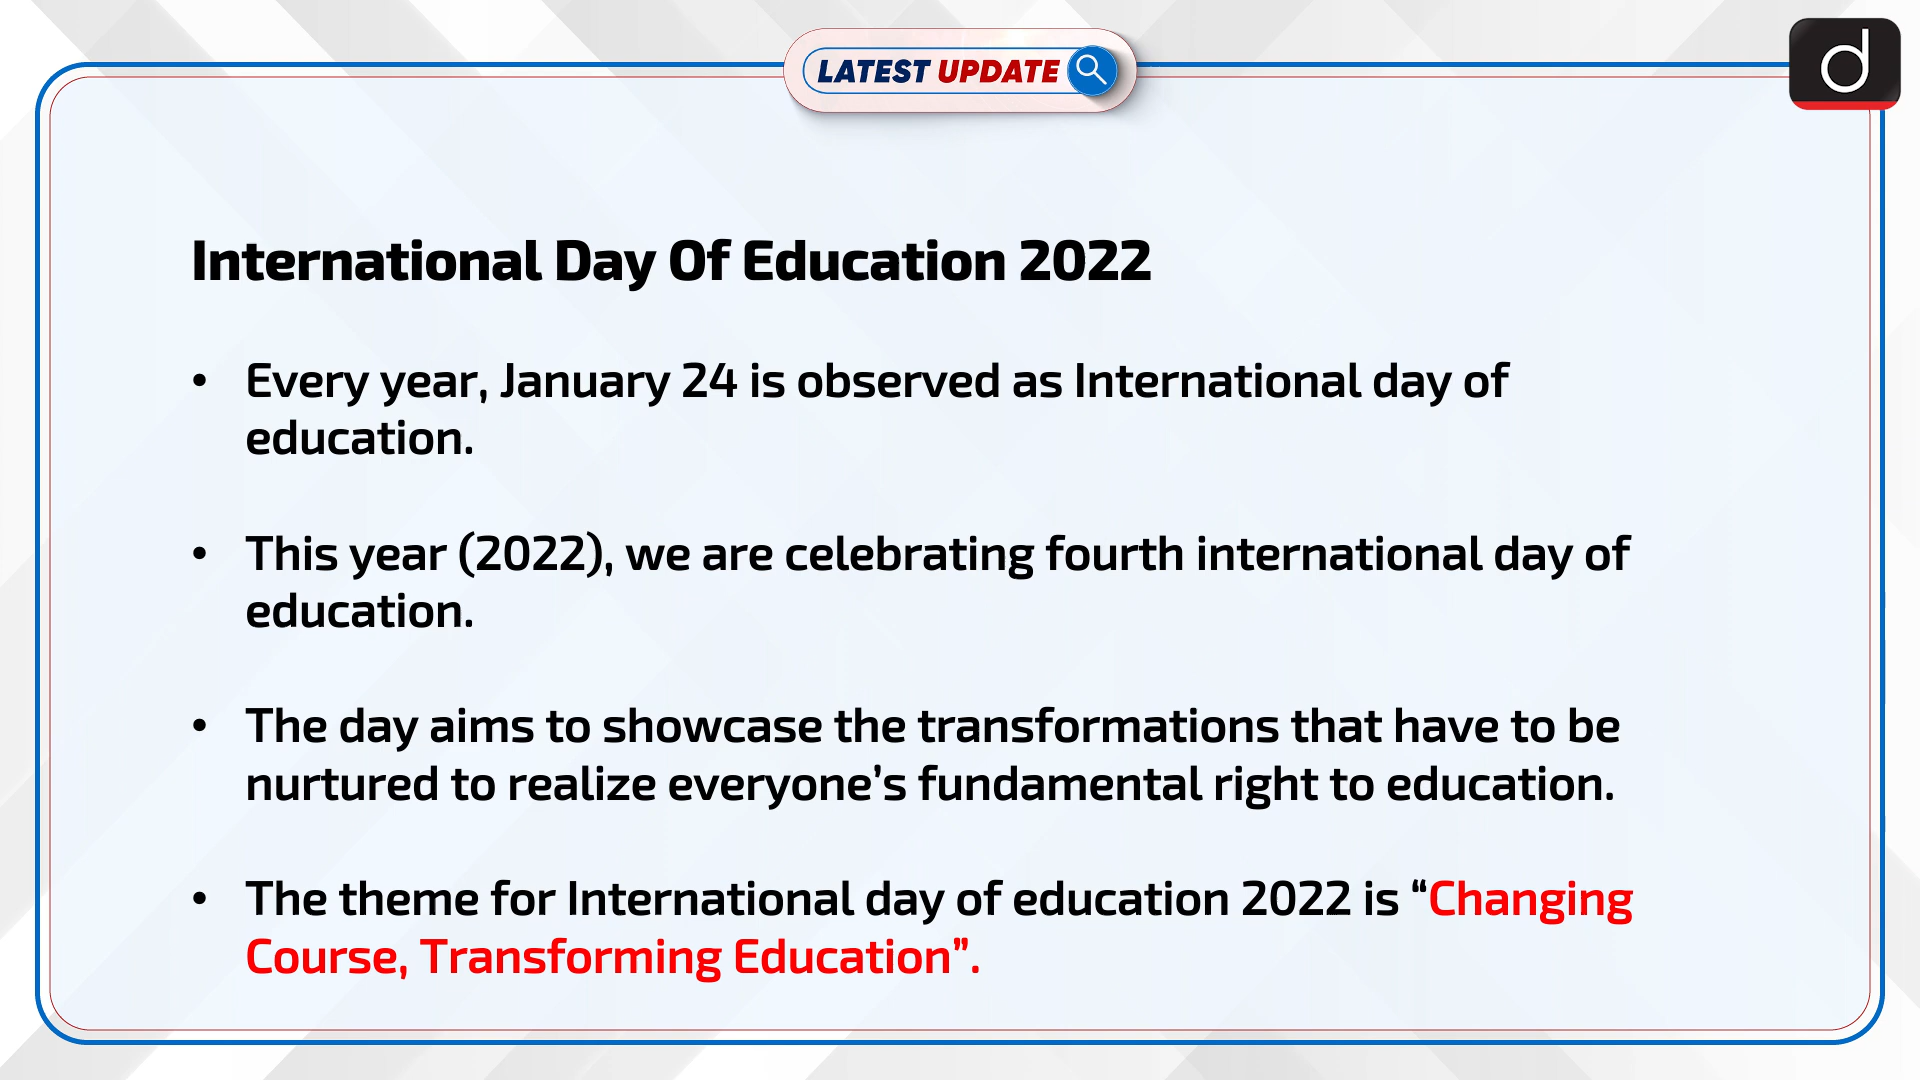 LATEST UPDATE
d
International Day Of Education 2022
• Every year, January 24 is observed as International day of
education.
• This year (2022), we are celebrating fourth international day of
education.
• The day aims to showcase the transformations that have to be
nurtured to realize everyone’s fundamental right to education.
• The theme for International day of education 2022 is “Changing
Course, Transforming Education”.